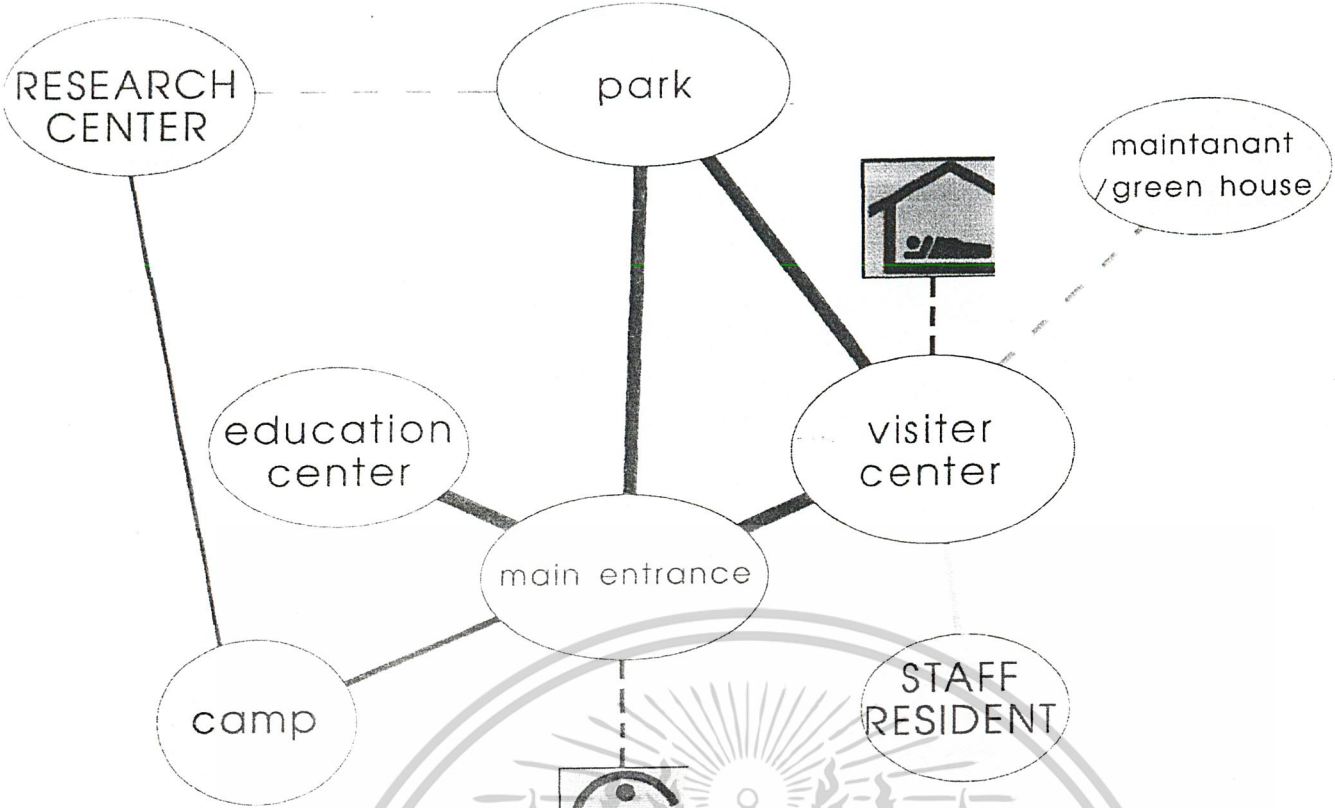 RESEARCH
CENTER
park
maintanant
/green house
education
center
visiter
center
main entrance
STAFF
RESIDENT
camp